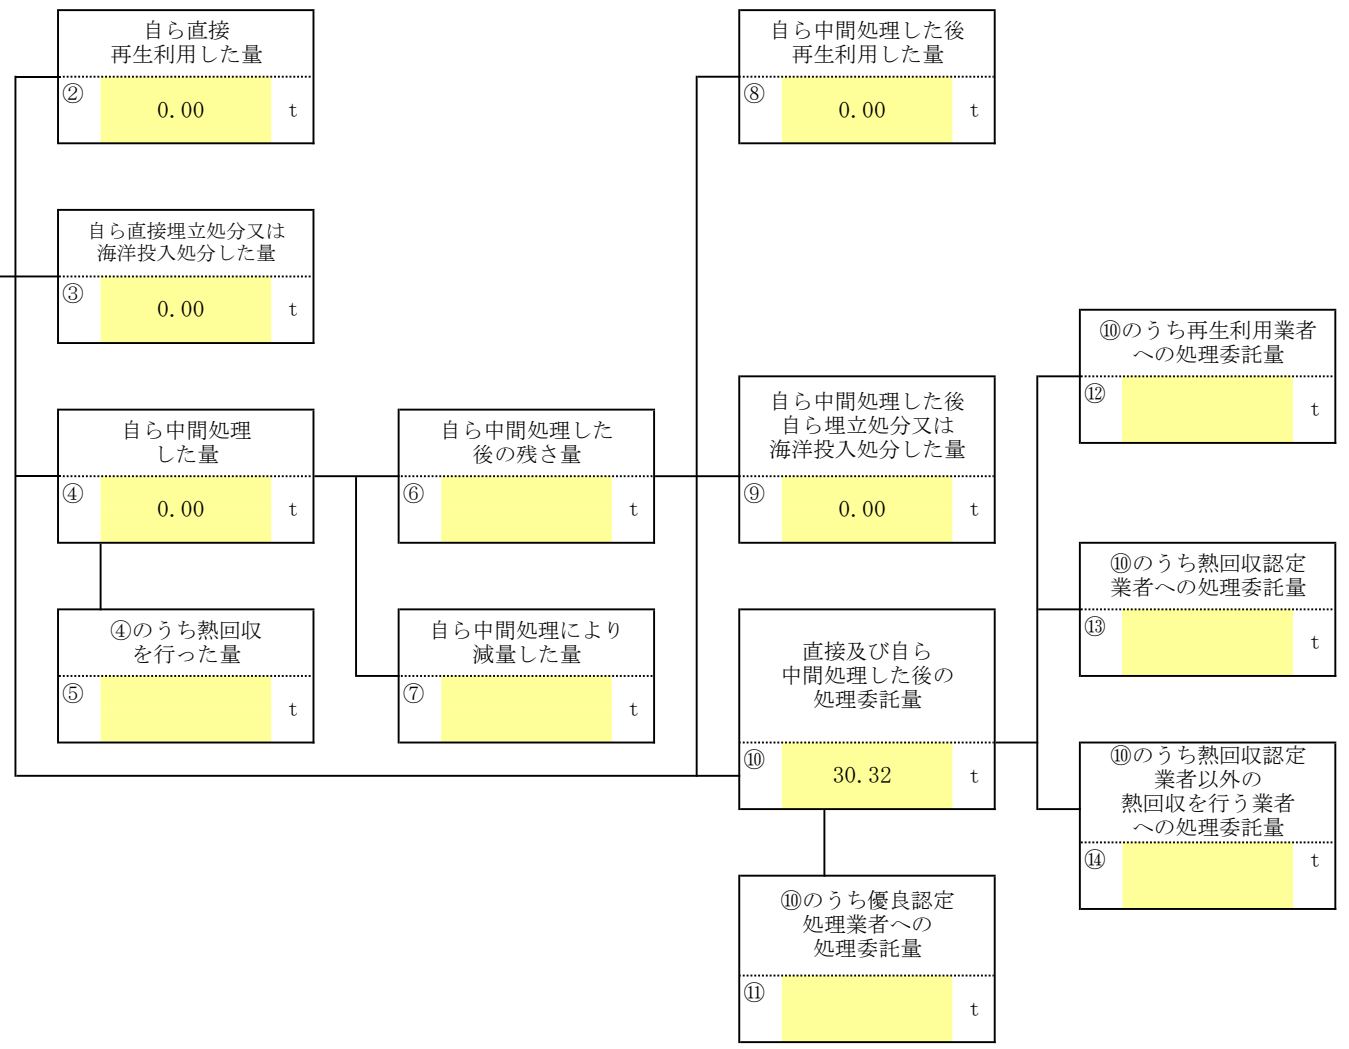 自ら直接
再生利用した量
② 0.00 t
自ら中間処理した後
再生利用した量
⑧ 0.00 t
自ら直接埋立処分又は
海洋投入処分した量
③ 0.00 t
⑩のうち再生利用業者
への処理委託量
⑫ t
自ら中間処理
した量
④ 0.00 t
自ら中間処理した
後の残さ量
⑥ t
自ら中間処理した後
自ら埋立処分又は
海洋投入処分した量
⑨ 0.00 t
⑩のうち熱回収認定
業者への処理委託量
⑬ t
④のうち熱回収
を行った量
⑤ t
自ら中間処理により
減量した量
⑦ t
直接及び自ら
中間処理した後の
処理委託量
⑩ 30.32 t
⑩のうち熱回収認定
業者以外の
熱回収を行う業者
への処理委託量
⑭ t
⑩のうち優良認定
処理業者への
処理委託量
⑪ t